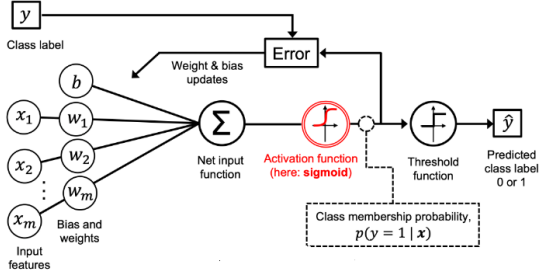 y
Class label
Error
Weight & bias
updates
b
x₁
w₁
x₂
w₂
⋮
wₘ
xₘ
Input
features
Bias and
weights
Σ
Net input
function
Activation function
(here: sigmoid)
Threshold
function
ŷ
Predicted
class label
0 or 1
Class membership probability,
p(y = 1 | x)